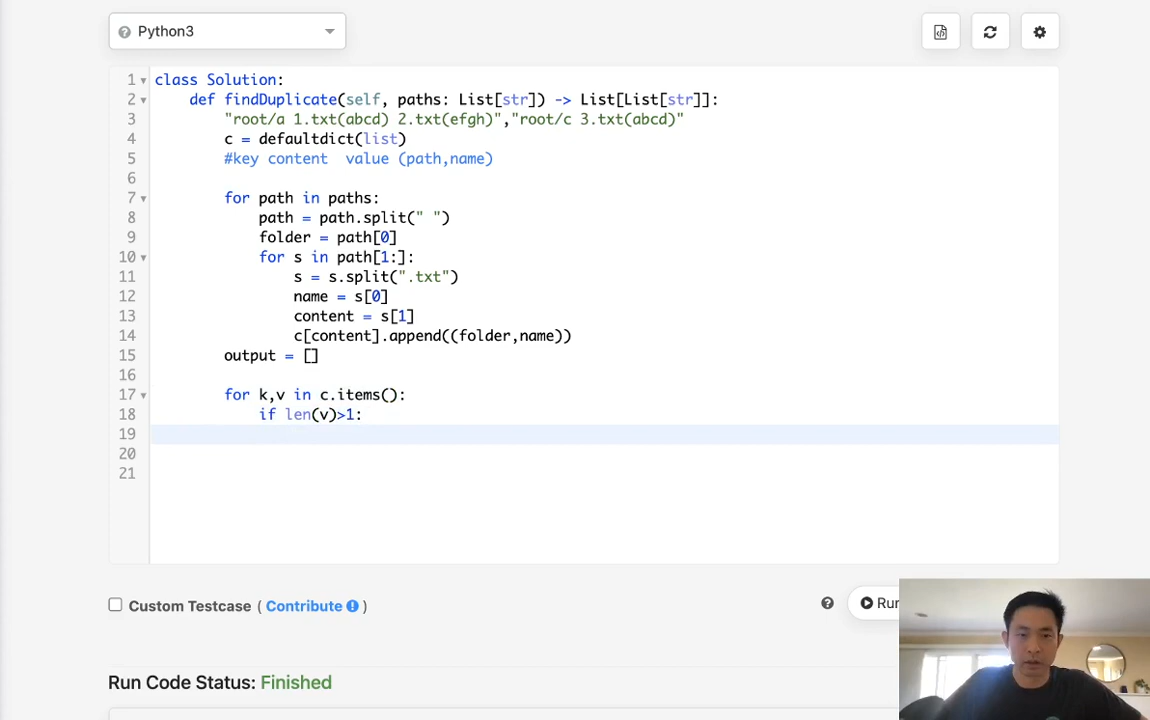 Python3
1 class Solution:
2 def findDuplicate(self, paths: List[str]) -> List[List[str]]:
3 "root/a 1.txt(abcd) 2.txt(efgh)","root/c 3.txt(abcd)"
4 c = defaultdict(list)
5 #key content  value (path,name)
6
7 for path in paths:
8 path = path.split(" ")
9 folder = path[0]
10 for s in path[1:]:
11 s = s.split(".txt")
12 name = s[0]
13 content = s[1]
14 c[content].append((folder,name))
15 output = []
16
17 for k,v in c.items():
18 if len(v)>1:
19
20
21
Custom Testcase ( Contribute )
Run
Run Code Status: Finished